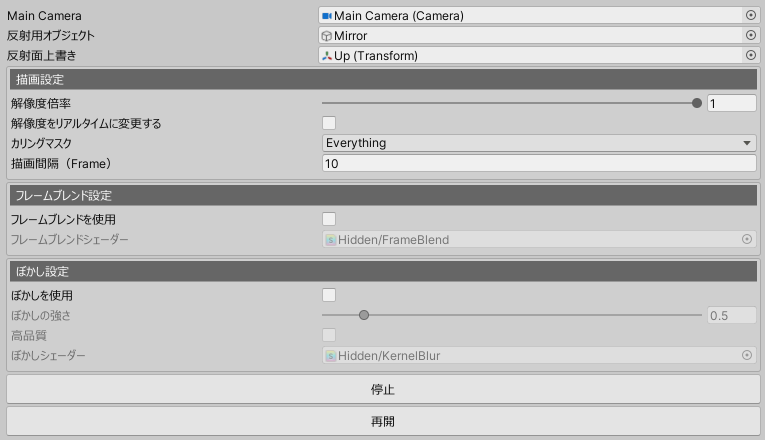 Main Camera
Main Camera (Camera)
反射用オブジェクト
Mirror
反射面上書き
Up (Transform)
描画設定
解像度倍率
1
解像度をリアルタイムに変更する
カリングマスク
Everything
描画間隔（Frame）
10
フレームブレンド設定
フレームブレンドを使用
フレームブレンドシェーダー
Hidden/FrameBlend
ぼかし設定
ぼかしを使用
ぼかしの強さ
0.5
高品質
ぼかしシェーダー
Hidden/KernelBlur
停止
再開